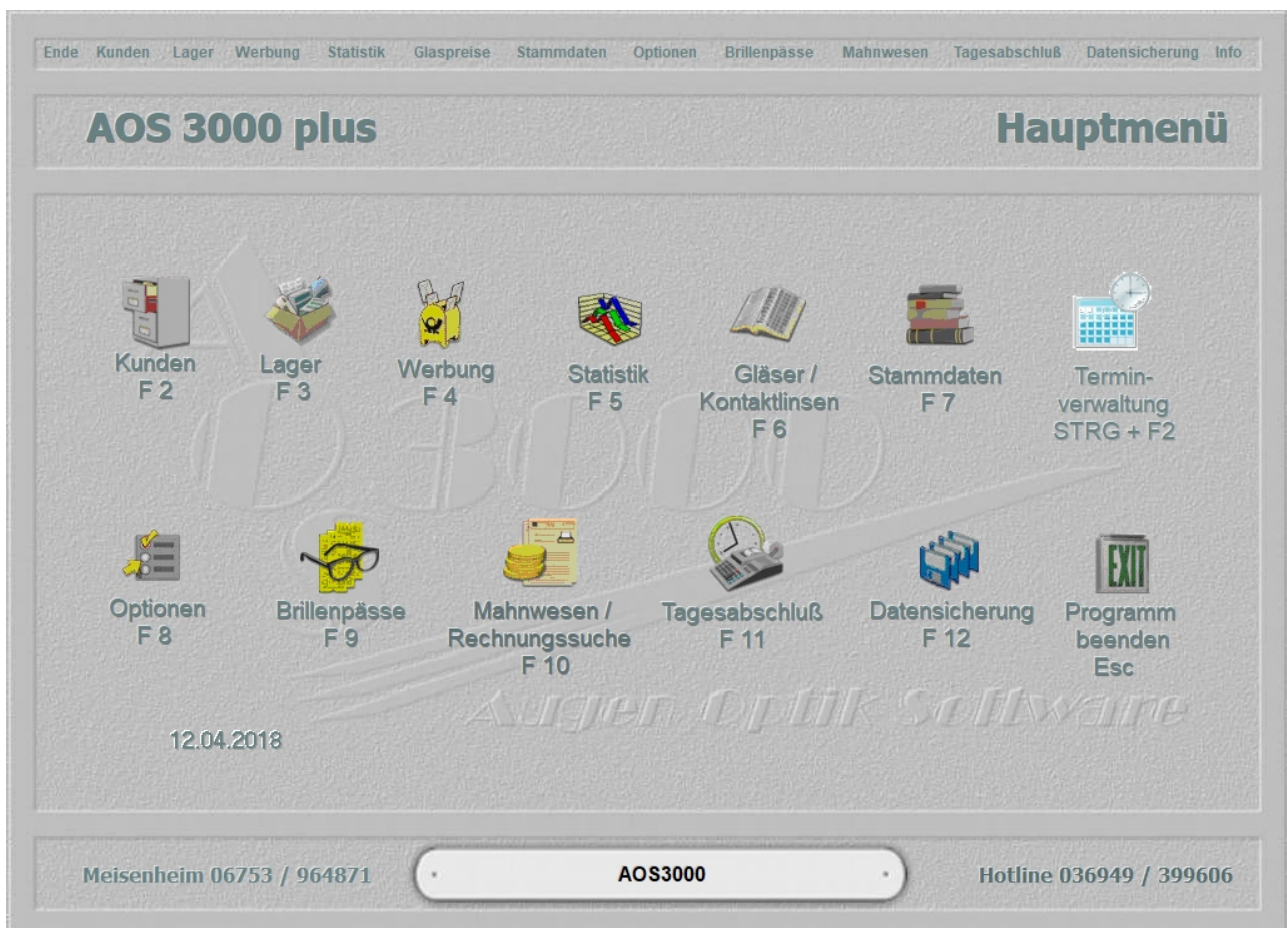 Ende Kunden Lager Werbung Statistik Glaspreise Stammdaten Optionen Brillenpässe Mahnwesen Tagesabschluß Datensicherung Info
AOS 3000 plus
Hauptmenü
Kunden
F 2
Lager
F 3
Werbung
F 4
Statistik
F 5
Gläser /
Kontaktlinsen
F 6
Stammdaten
F 7
Termin-
verwaltung
STRG + F2
Optionen
F 8
Brillenpässe
F 9
Mahnwesen /
Rechnungssuche
F 10
Tagesabschluß
F 11
Datensicherung
F 12
EXIT
Programm
beenden
Esc
AOS 3000
Augen Optik Software
12.04.2018
Meisenheim 06753 / 964871
AOS3000
Hotline 036949 / 399606